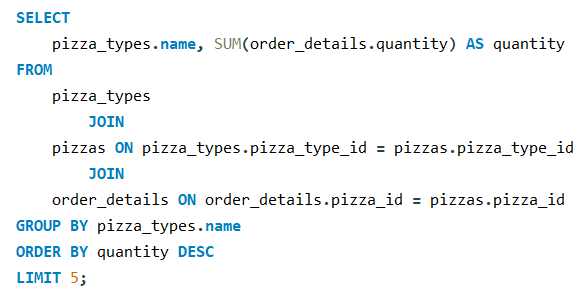 SELECT
pizza_types.name, SUM(order_details.quantity) AS quantity
FROM
pizza_types
JOIN
pizzas ON pizza_types.pizza_type_id = pizzas.pizza_type_id
JOIN
order_details ON order_details.pizza_id = pizzas.pizza_id
GROUP BY pizza_types.name
ORDER BY quantity DESC
LIMIT 5;